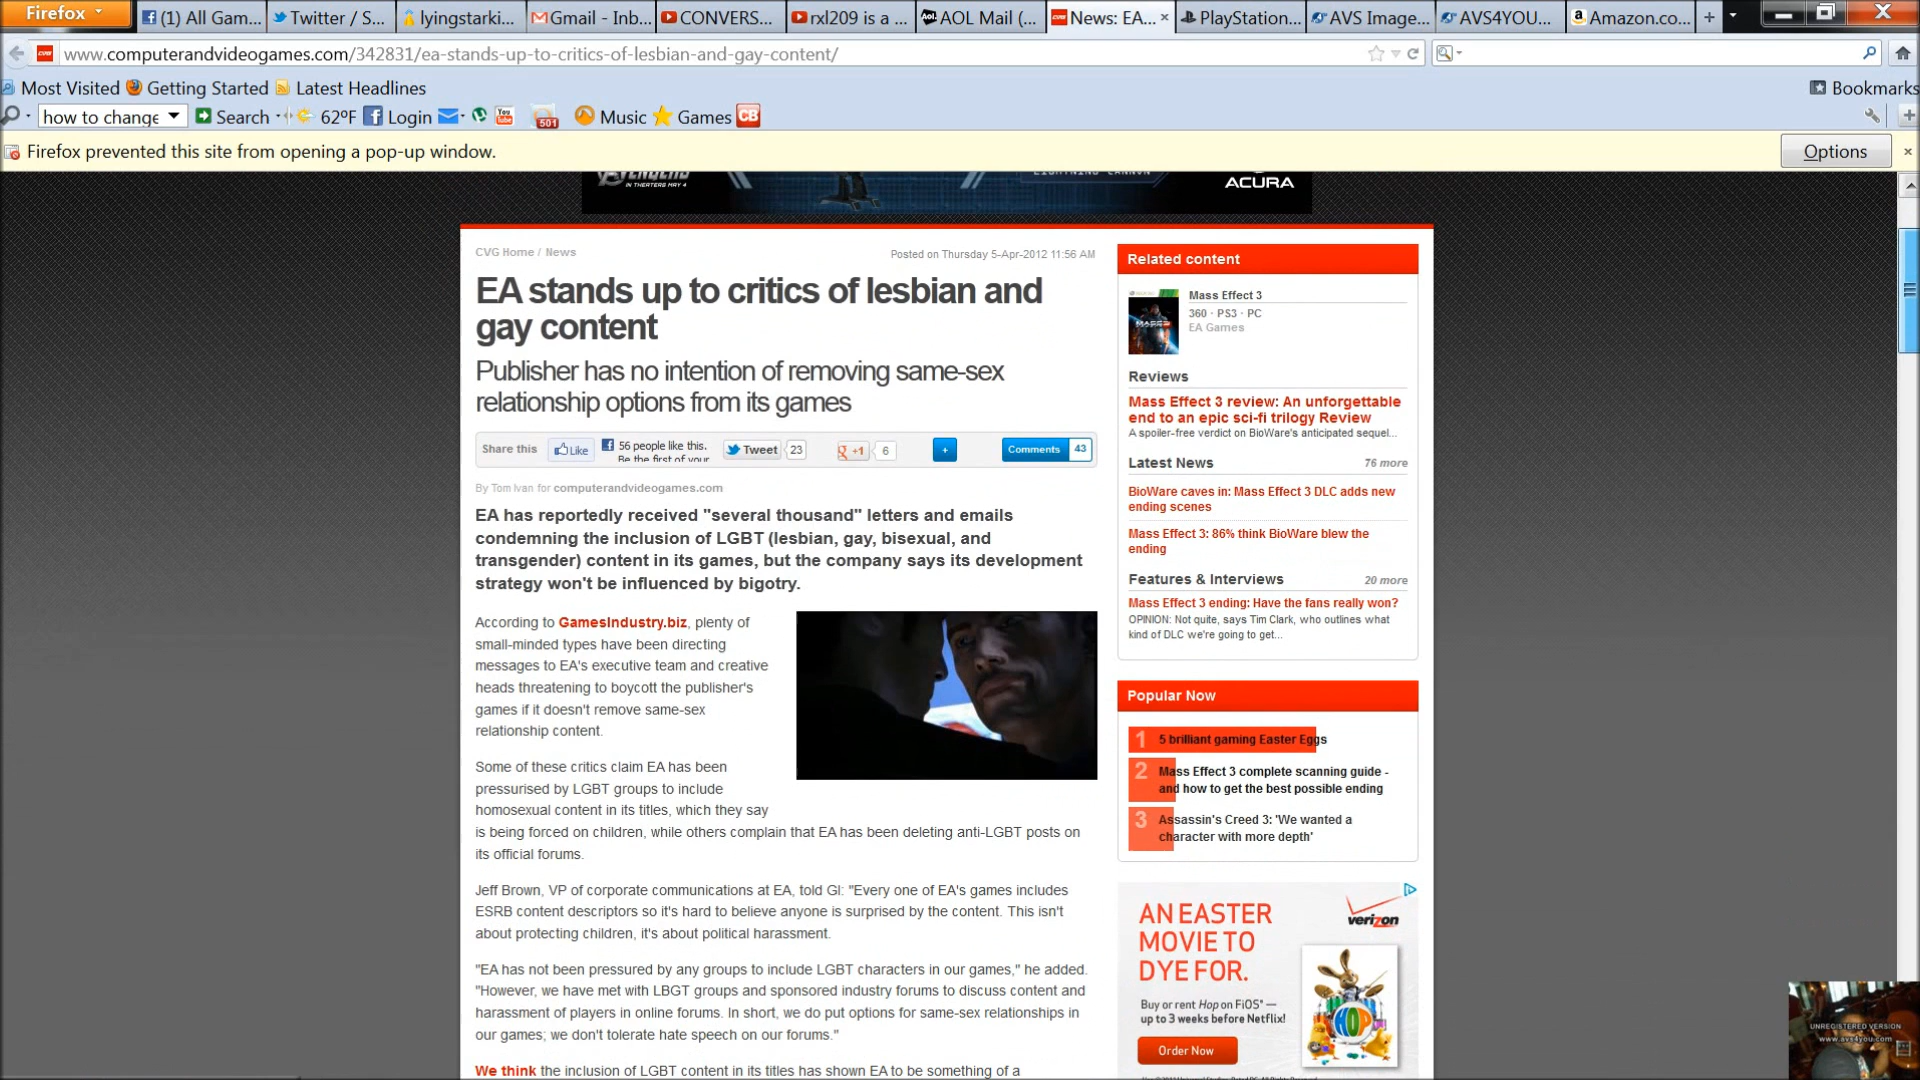 Firefox
(1) All Gam...
Twitter / S...
lyingstarki...
Gmail - Inb...
CONVERS...
rxl209 is a ...
AOL Mail (...
News: EA...
PlayStation...
AVS Image...
AVS4YOU...
Amazon.co...
www.computerandvideogames.com/342831/ea-stands-up-to-critics-of-lesbian-and-gay-content/
Most Visited Getting Started Latest Headlines
Bookmarks
how to change Search 62°F Login 501 Music Games CB
Firefox prevented this site from opening a pop-up window.
Options
IN THEATERS MAY 4
ACURA
CVG Home / News
Posted on Thursday 5-Apr-2012 11:56 AM
EA stands up to critics of lesbian and
gay content
Publisher has no intention of removing same-sex
relationship options from its games
Share this Like 56 people like this. Tweet 23 +1 6 + Comments 43
Be the first of your
By Tom Ivan for computerandvideogames.com
EA has reportedly received "several thousand" letters and emails
condemning the inclusion of LGBT (lesbian, gay, bisexual, and
transgender) content in its games, but the company says its development
strategy won't be influenced by bigotry.
According to GamesIndustry.biz, plenty of
small-minded types have been directing
messages to EA's executive team and creative
heads threatening to boycott the publisher's
games if it doesn't remove same-sex
relationship content.
Some of these critics claim EA has been
pressurised by LGBT groups to include
homosexual content in its titles, which they say
is being forced on children, while others complain that EA has been deleting anti-LGBT posts on
its official forums.
Jeff Brown, VP of corporate communications at EA, told GI: "Every one of EA's games includes
ESRB content descriptors so it's hard to believe anyone is surprised by the content. This isn't
about protecting children, it's about political harassment.
"EA has not been pressured by any groups to include LGBT characters in our games," he added.
"However, we have met with LBGT groups and sponsored industry forums to discuss content and
harassment of players in online forums. In short, we do put options for same-sex relationships in
our games; we don't tolerate hate speech on our forums."
We think the inclusion of LGBT content in its titles has shown EA to be something of a
Related content
Mass Effect 3
360 · PS3 · PC
EA Games
Reviews
Mass Effect 3 review: An unforgettable
end to an epic sci-fi trilogy Review
A spoiler-free verdict on BioWare's anticipated sequel...
Latest News 76 more
BioWare caves in: Mass Effect 3 DLC adds new
ending scenes
Mass Effect 3: 86% think BioWare blew the
ending
Features & Interviews 20 more
Mass Effect 3 ending: Have the fans really won?
OPINION: Not quite, says Tim Clark, who outlines what
kind of DLC we're going to get...
Popular Now
1 5 brilliant gaming Easter Eggs
2 Mass Effect 3 complete scanning guide -
and how to get the best possible ending
3 Assassin's Creed 3: 'We wanted a
character with more depth'
AN EASTER
MOVIE TO
DYE FOR.
verizon
Buy or rent Hop on FiOS® —
up to 3 weeks before Netflix!
HOP
Order Now
UNREGISTERED VERSION
www.avs4you.com